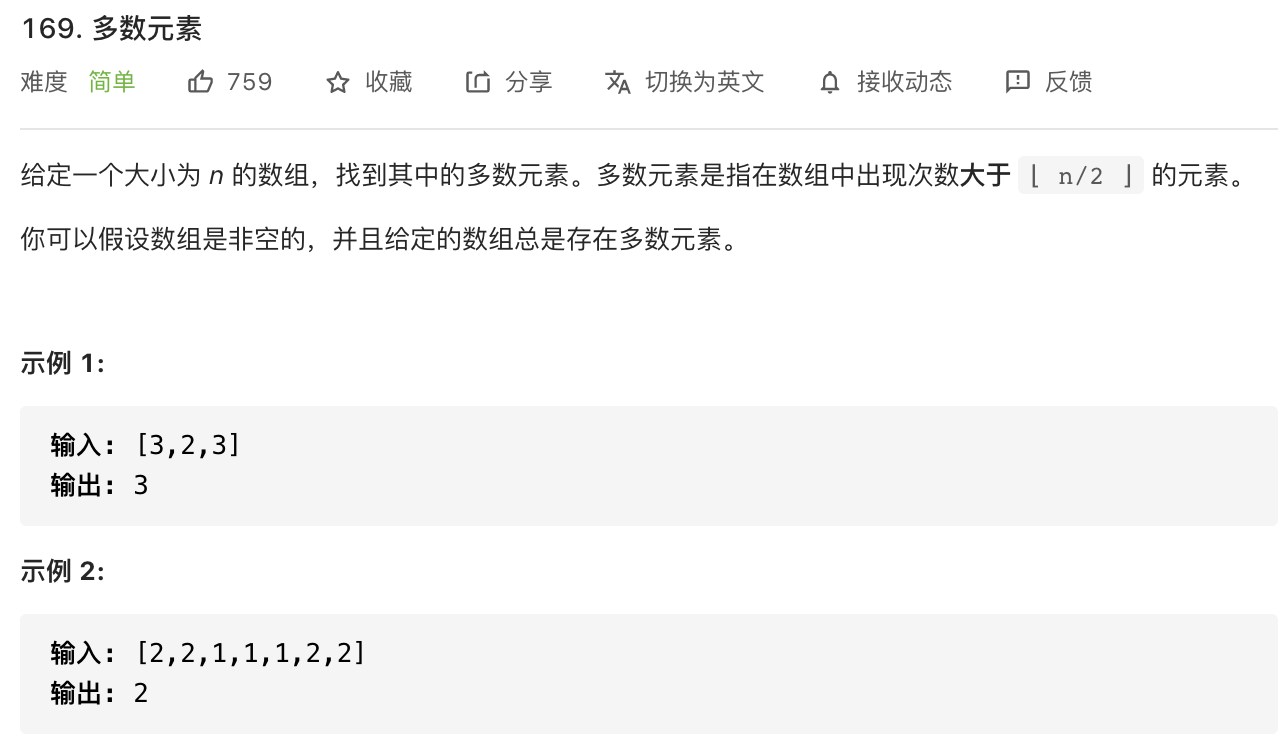 169. 多数元素
难度 简单 759 收藏 分享 切换为英文 接收动态 反馈
给定一个大小为 n 的数组，找到其中的多数元素。多数元素是指在数组中出现次数大于 ⌊ n/2 ⌋ 的元素。
你可以假设数组是非空的，并且给定的数组总是存在多数元素。
示例 1:
输入: [3,2,3]
输出: 3
示例 2:
输入: [2,2,1,1,1,2,2]
输出: 2